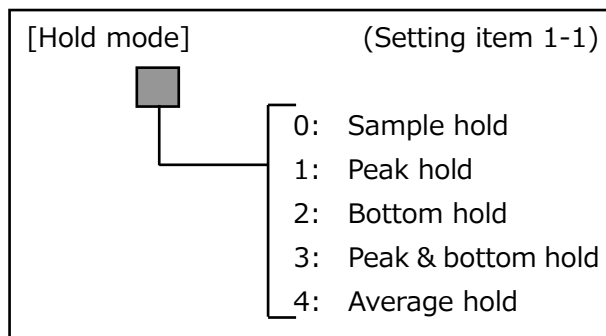 [Hold mode] (Setting item 1-1)
0: Sample hold
1: Peak hold
2: Bottom hold
3: Peak & bottom hold
4: Average hold